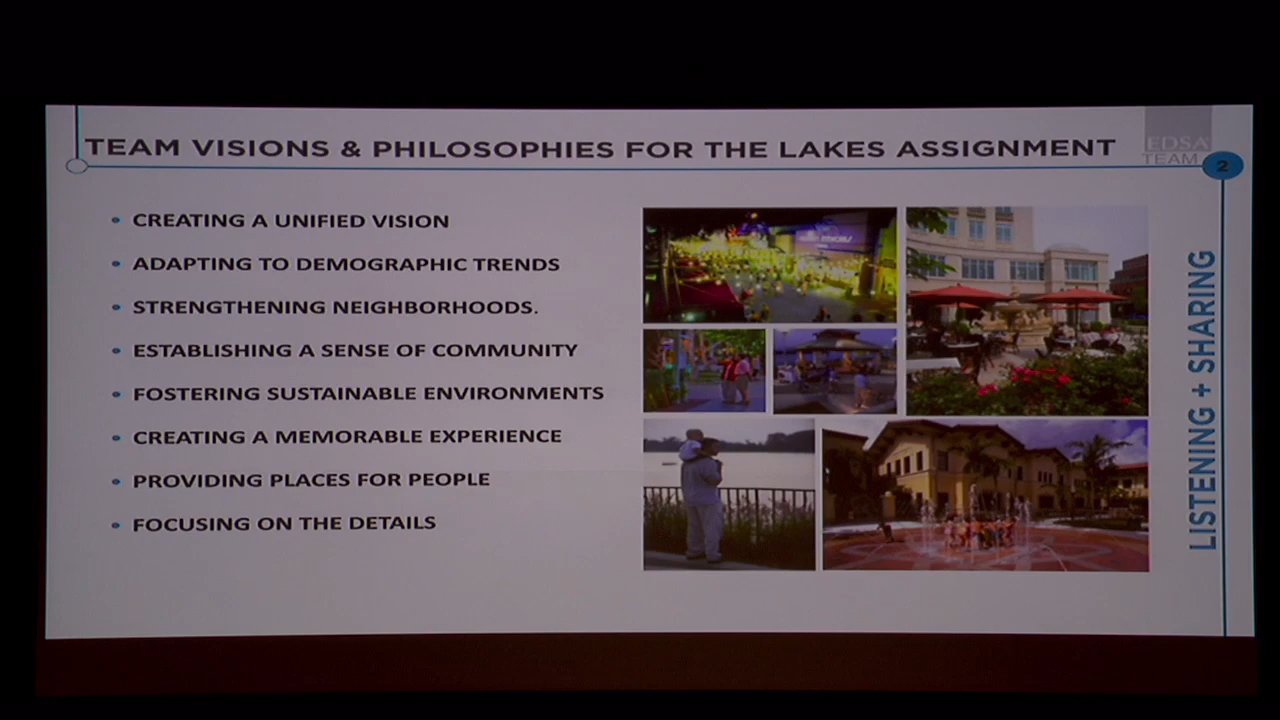 TEAM VISIONS & PHILOSOPHIES FOR THE LAKES ASSIGNMENT
EDSA
TEAM
2
• CREATING A UNIFIED VISION
• ADAPTING TO DEMOGRAPHIC TRENDS
• STRENGTHENING NEIGHBORHOODS.
• ESTABLISHING A SENSE OF COMMUNITY
• FOSTERING SUSTAINABLE ENVIRONMENTS
• CREATING A MEMORABLE EXPERIENCE
• PROVIDING PLACES FOR PEOPLE
• FOCUSING ON THE DETAILS
LISTENING + SHARING